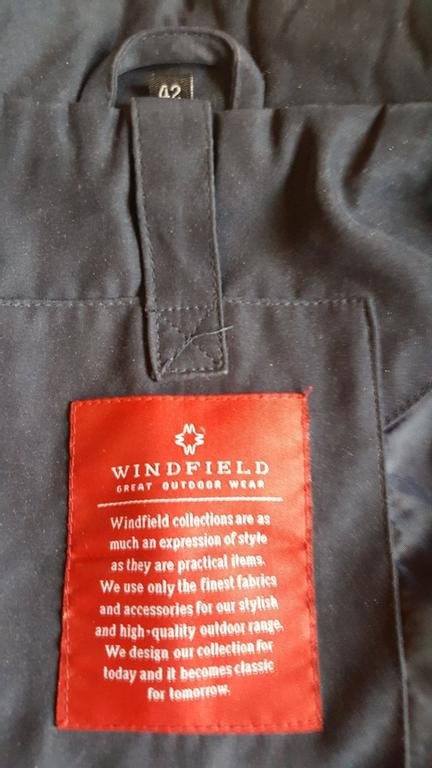 42
WINDFIELD
GREAT OUTDOOR WEAR
Windfield collections are as
much an expression of style
as they are practical items.
We use only the finest fabrics
and accessories for our stylish
and high-quality outdoor range.
We design our collection for
today and it becomes classic
for tomorrow.